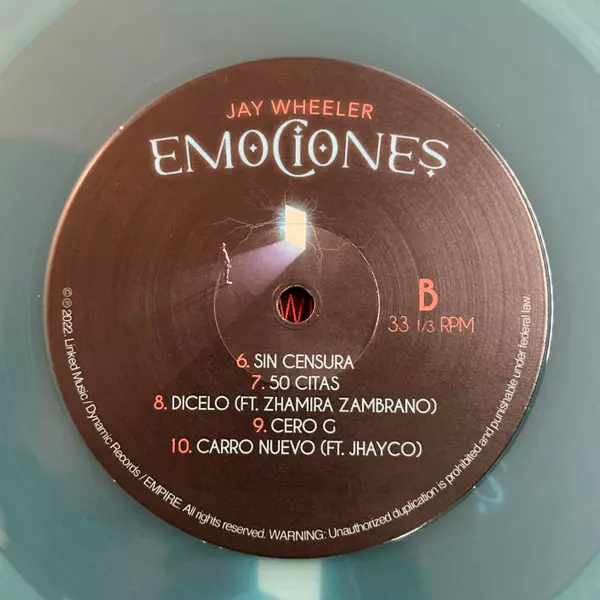 JAY WHEELER
EMOCIONES
B
33 1/3 RPM
6. SIN CENSURA
7. 50 CITAS
8. DICELO (FT. ZHAMIRA ZAMBRANO)
9. CERO G
10. CARRO NUEVO (FT. JHAYCO)
©℗2022. Linked Music / Dynamic Records / EMPIRE. All rights reserved. WARNING: Unauthorized duplication is prohibited and punishable under federal law.